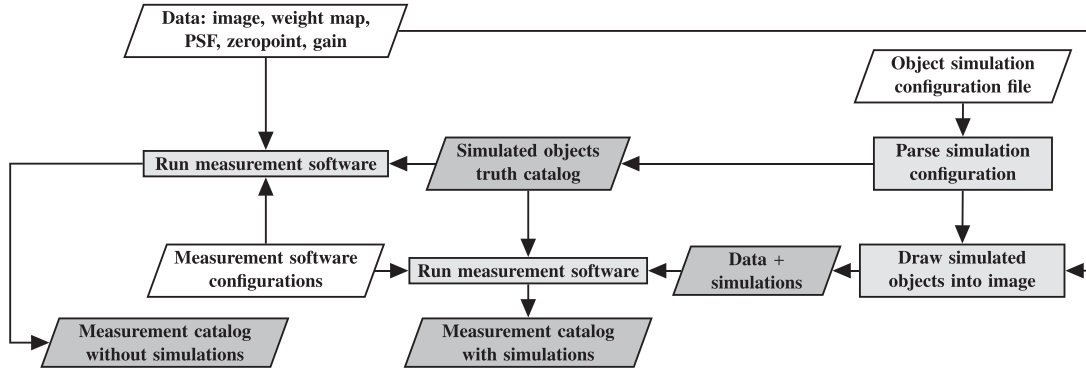 Data: image, weight map,
PSF, zeropoint, gain
Object simulation
configuration file
Run measurement software
Simulated objects
truth catalog
Parse simulation
configuration
Measurement software
configurations
Run measurement software
Data +
simulations
Draw simulated
objects into image
Measurement catalog
without simulations
Measurement catalog
with simulations